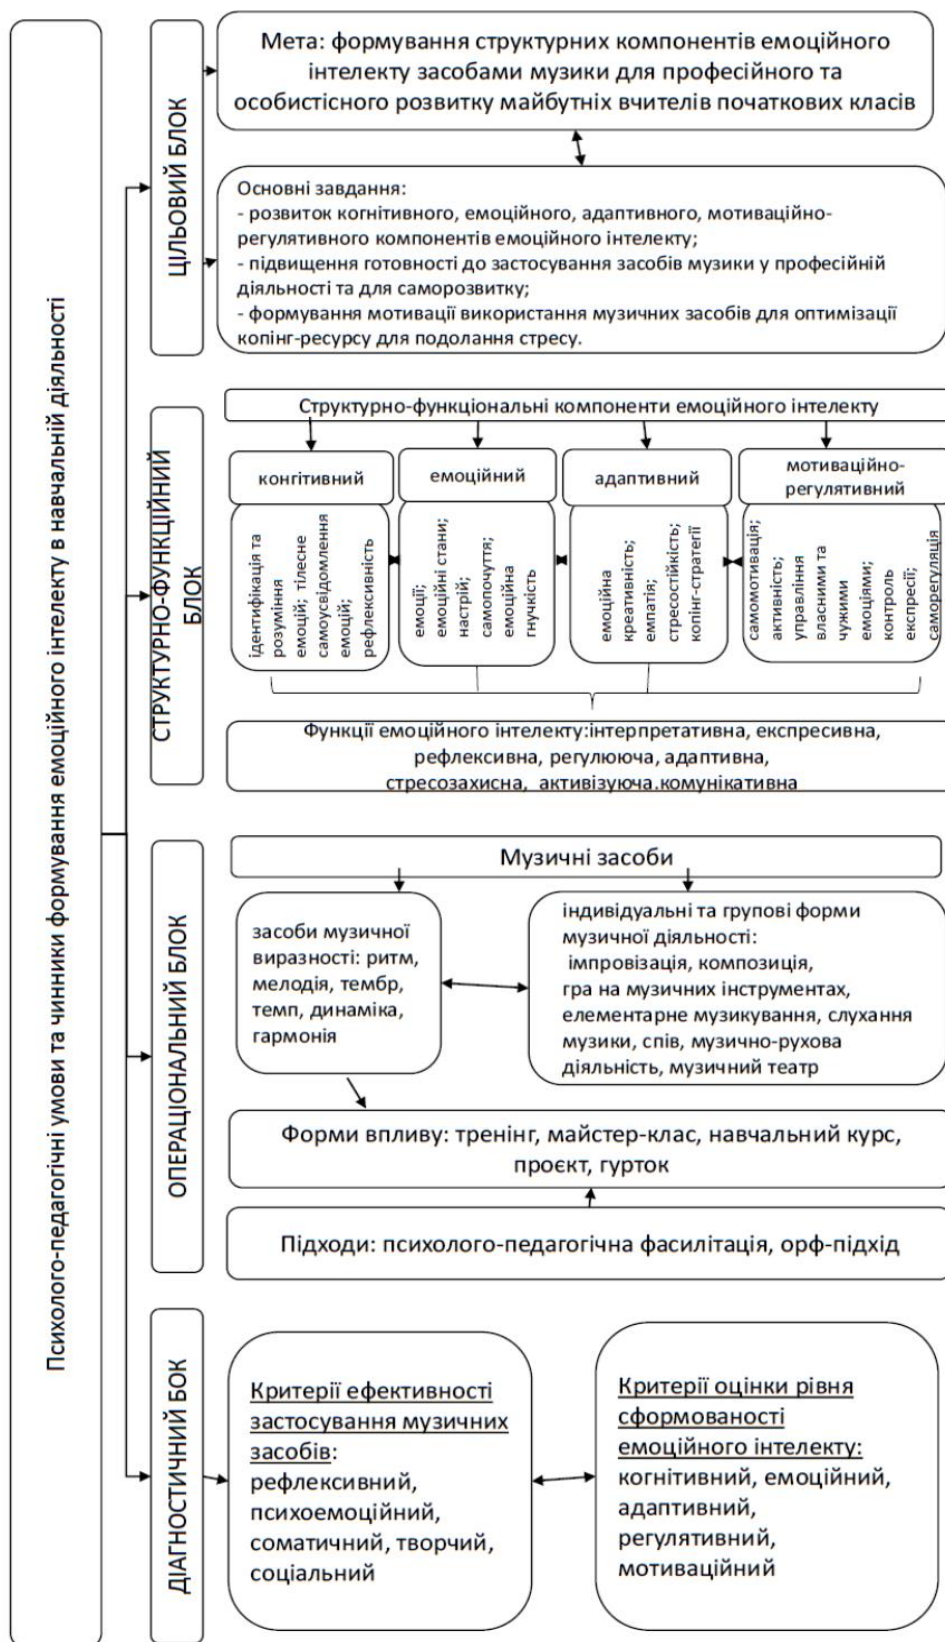 Психолого-педагогічні умови та чинники формування емоційного інтелекту в навчальній діяльності
ЦІЛЬОВИЙ БЛОК
Мета: формування структурних компонентів емоційного
інтелекту засобами музики для професійного та
особистісного розвитку майбутніх вчителів початкових класів
Основні завдання:
- розвиток когнітивного, емоційного, адаптивного, мотиваційно-
регулятивного компонентів емоційного інтелекту;
- підвищення готовності до застосування засобів музики у професійній
діяльності та для саморозвитку;
- формування мотивації використання музичних засобів для оптимізації
копінг-ресурсу для подолання стресу.
СТРУКТУРНО-ФУНКЦІЙНИЙ
БЛОК
Структурно-функціональні компоненти емоційного інтелекту
конгітивний
емоційний
адаптивний
мотиваційно-
регулятивний
ідентифікація та
розуміння
емоцій; тілесне
самоусвідомлення
емоцій;
рефлексивність
емоції;
емоційні стани;
настрій;
самопочуття;
емоційна
гнучкість
емоційна
креативність;
емпатія;
стресостійкість;
копінг-стратегії
самомотивація;
активність;
управління
власними та
чужими
емоціями;
контроль
експресії;
саморегуляція
Функції емоційного інтелекту:інтерпретативна, експресивна,
рефлексивна, регулююча, адаптивна,
стресозахисна, активізуюча.комунікативна
ОПЕРАЦІОНАЛЬНИЙ БЛОК
Музичні засоби
засоби музичної
виразності: ритм,
мелодія, тембр,
темп, динаміка,
гармонія
індивідуальні та групові форми
музичної діяльності:
імпровізація, композиція,
гра на музичних інструментах,
елементарне музикування, слухання
музики, спів, музично-рухова
діяльність, музичний театр
Форми впливу: тренінг, майстер-клас, навчальний курс,
проєкт, гурток
Підходи: психолого-педагогічна фасилітація, орф-підхід
ДІАГНОСТИЧНИЙ БОК
Критерії ефективності
застосування музичних
засобів:
рефлексивний,
психоемоційний,
соматичний, творчий,
соціальний
Критерії оцінки рівня
сформованості
емоційного інтелекту:
когнітивний, емоційний,
адаптивний,
регулятивний,
мотиваційний